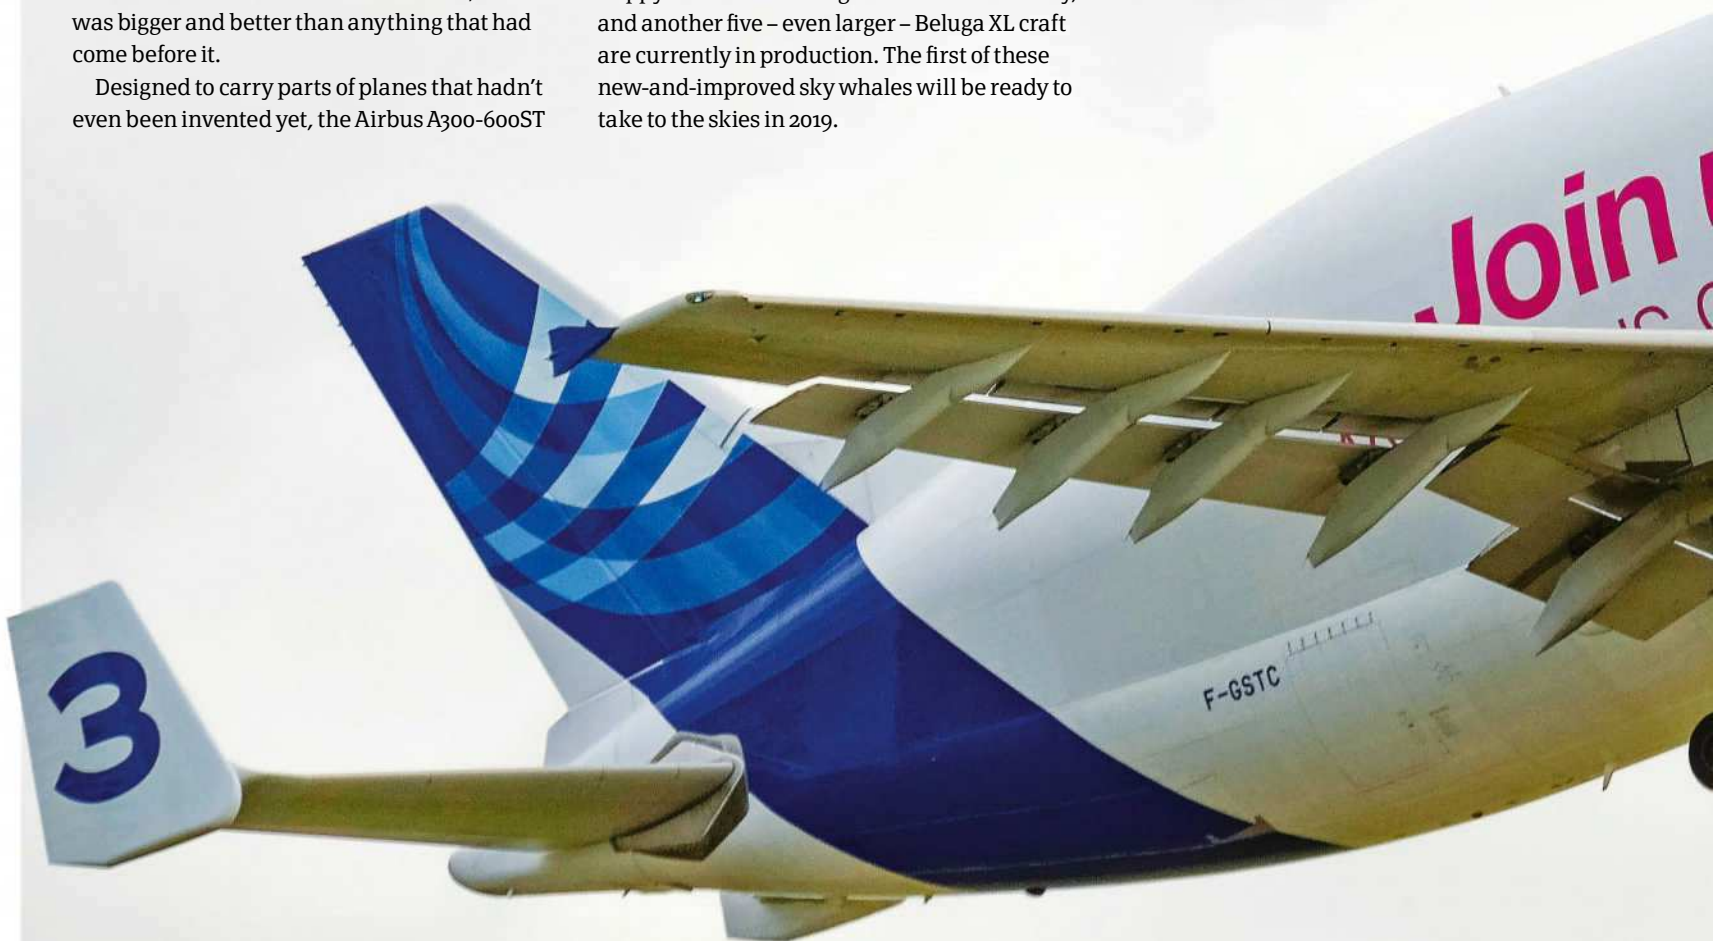 was bigger and better than anything that had
come before it.
Designed to carry parts of planes that hadn't
even been invented yet, the Airbus A300-600ST
and another five – even larger – Beluga XL craft
are currently in production. The first of these
new-and-improved sky whales will be ready to
take to the skies in 2019.
Join
F-GSTC
3